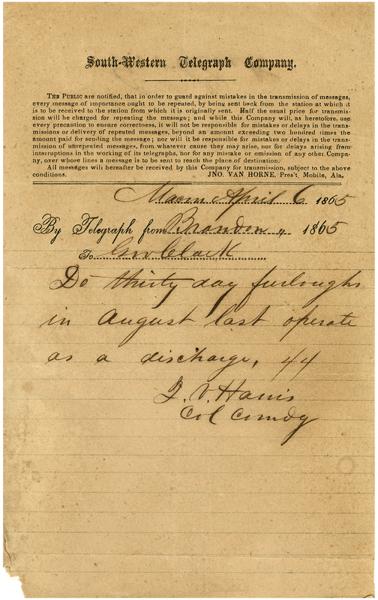 South-Western Telegraph Company.
THE PUBLIC are notified, that in order to guard against mistakes in the transmission of messages,
every message of importance ought to be repeated, by being sent back from the station at which it
is to be received to the station from which it is originally sent. Half the usual price for transmis-
sion will be charged for repeating the message; and while this Company will, as heretofore, use
every precaution to ensure correctness, it will not be responsible for mistakes or delays in the trans-
missions or delivery of repeated messages, beyond an amount exceeding two hundred times the
amount paid for sending the message; nor will it be responsible for mistakes or delays in the trans-
mission of unrepeated messages, from whatever cause they may arise, nor for delays arising from
interruptions in the working of its telegraphs, nor for any mistake or omission of any other Compa-
ny, over whose lines a message is to be sent to reach the place of destination.
All messages will hereafter be received by this Company for transmission, subject to the above
conditions. JNO. VAN HORNE, Pres't, Mobile, Ala.
Macon April 6 1865
By Telegraph from Brandon " 1865
To Gov Clark
Do thirty day furloughs
in August last operate
as a discharge, 44
T. V. Harris
Col Comdg